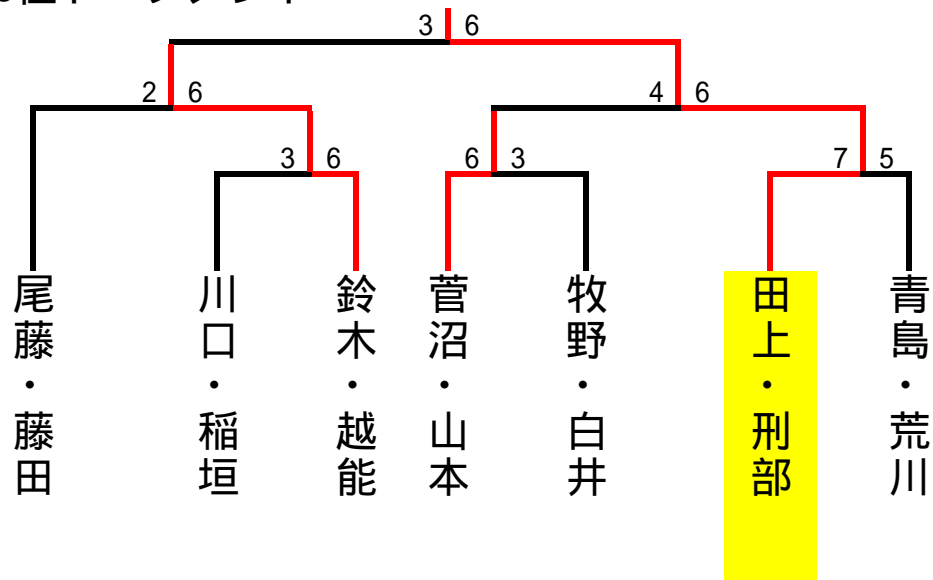 3 6
2 6
4 6
3 6
6 3
7 5
尾藤・藤田
川口・稲垣
鈴木・越能
菅沼・山本
牧野・白井
田上・刑部
青島・荒川